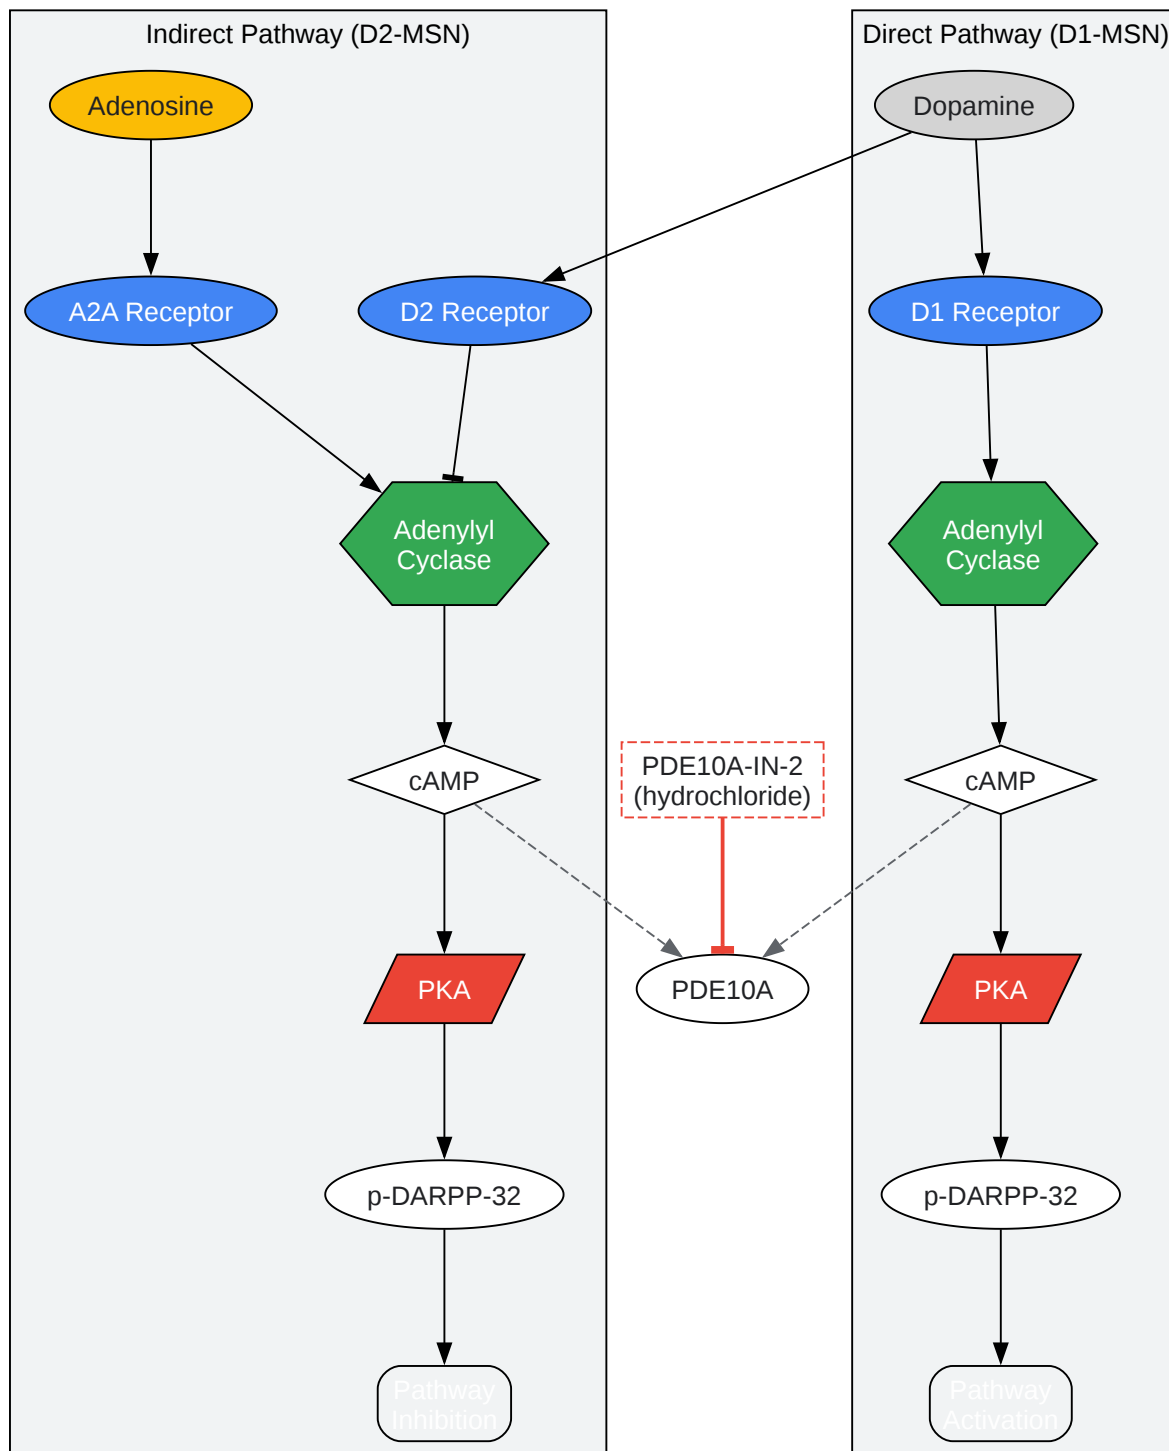 Indirect Pathway (D2-MSN)
Direct Pathway (D1-MSN)
Adenosine
Dopamine
A2A Receptor
D2 Receptor
D1 Receptor
Adenylyl
Cyclase
Adenylyl
Cyclase
cAMP
PDE10A-IN-2
(hydrochloride)
cAMP
PKA
PDE10A
PKA
p-DARPP-32
p-DARPP-32
Pathway
Inhibition
Pathway
Activation